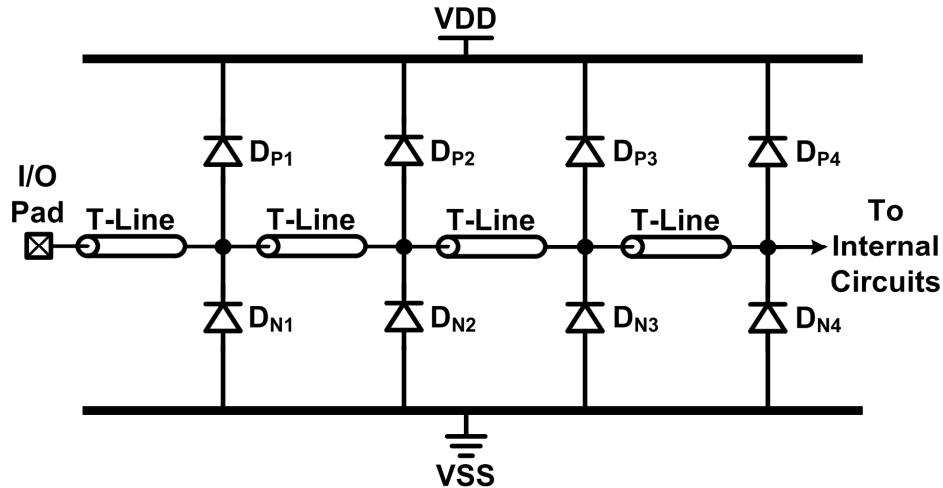 VDD
DP1
DP2
DP3
DP4
I/O
Pad
T-Line
T-Line
T-Line
T-Line
To
Internal
Circuits
DN1
DN2
DN3
DN4
VSS